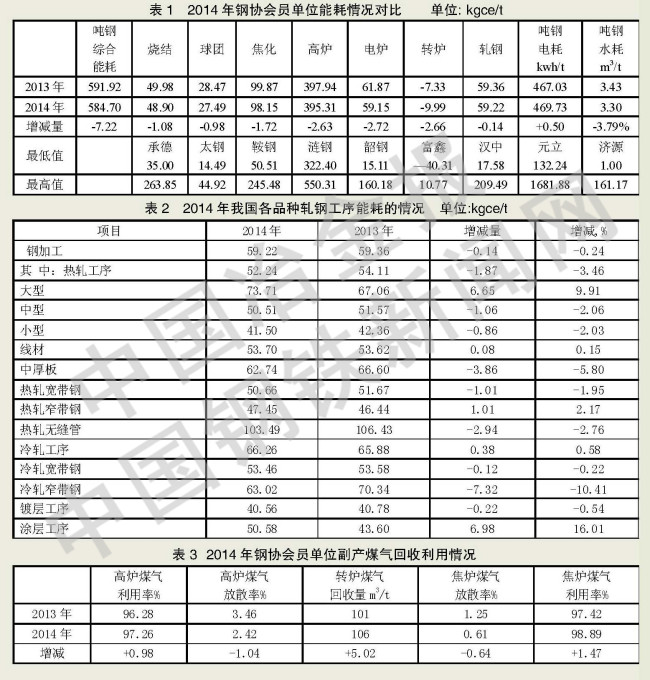 表 1 2014 年钢协会员单位能耗情况对比 单位: kgce/t
吨钢综合能耗 烧结 球团 焦化 高炉 电炉 转炉 轧钢 吨钢电耗 kwh/t 吨钢水耗 m³/t
2013 年 591.92 49.98 28.47 99.87 397.94 61.87 -7.33 59.36 467.03 3.43
2014 年 584.70 48.90 27.49 98.15 395.31 59.15 -9.99 59.22 469.73 3.30
增减量 -7.22 -1.08 -0.98 -1.72 -2.63 -2.72 -2.66 -0.14 +0.50 -3.79%
最低值 承德 35.00 太钢 14.49 鞍钢 50.51 涟钢 322.40 韶钢 15.11 富鑫 -40.31 汉中 17.58 元立 132.24 济源 1.00
最高值 263.85 44.92 245.48 550.31 160.18 10.77 209.49 1681.88 161.17
表 2 2014 年我国各品种轧钢工序能耗的情况 单位:kgce/t
项目 2014 年 2013 年 增减量 增减,%
钢加工 59.22 59.36 -0.14 -0.24
其 中: 热轧工序 52.24 54.11 -1.87 -3.46
大型 73.71 67.06 6.65 9.91
中型 50.51 51.57 -1.06 -2.06
小型 41.50 42.36 -0.86 -2.03
线材 53.70 53.62 0.08 0.15
中厚板 62.74 66.60 -3.86 -5.80
热轧宽带钢 50.66 51.67 -1.01 -1.95
热轧窄带钢 47.45 46.44 1.01 2.17
热轧无缝管 103.49 106.43 -2.94 -2.76
冷轧工序 66.26 65.88 0.38 0.58
冷轧宽带钢 53.46 53.58 -0.12 -0.22
冷轧窄带钢 63.02 70.34 -7.32 -10.41
镀层工序 40.56 40.78 -0.22 -0.54
涂层工序 50.58 43.60 6.98 16.01
表 3 2014 年钢协会员单位副产煤气回收利用情况
高炉煤气利用率% 高炉煤气放散率% 转炉煤气回收量 m³/t 焦炉煤气放散率% 焦炉煤气利用率%
2013 年 96.28 3.46 101 1.25 97.42
2014 年 97.26 2.42 106 0.61 98.89
增减 +0.98 -1.04 +5.02 -0.64 +1.47
中国冶金报
中国钢铁新闻网